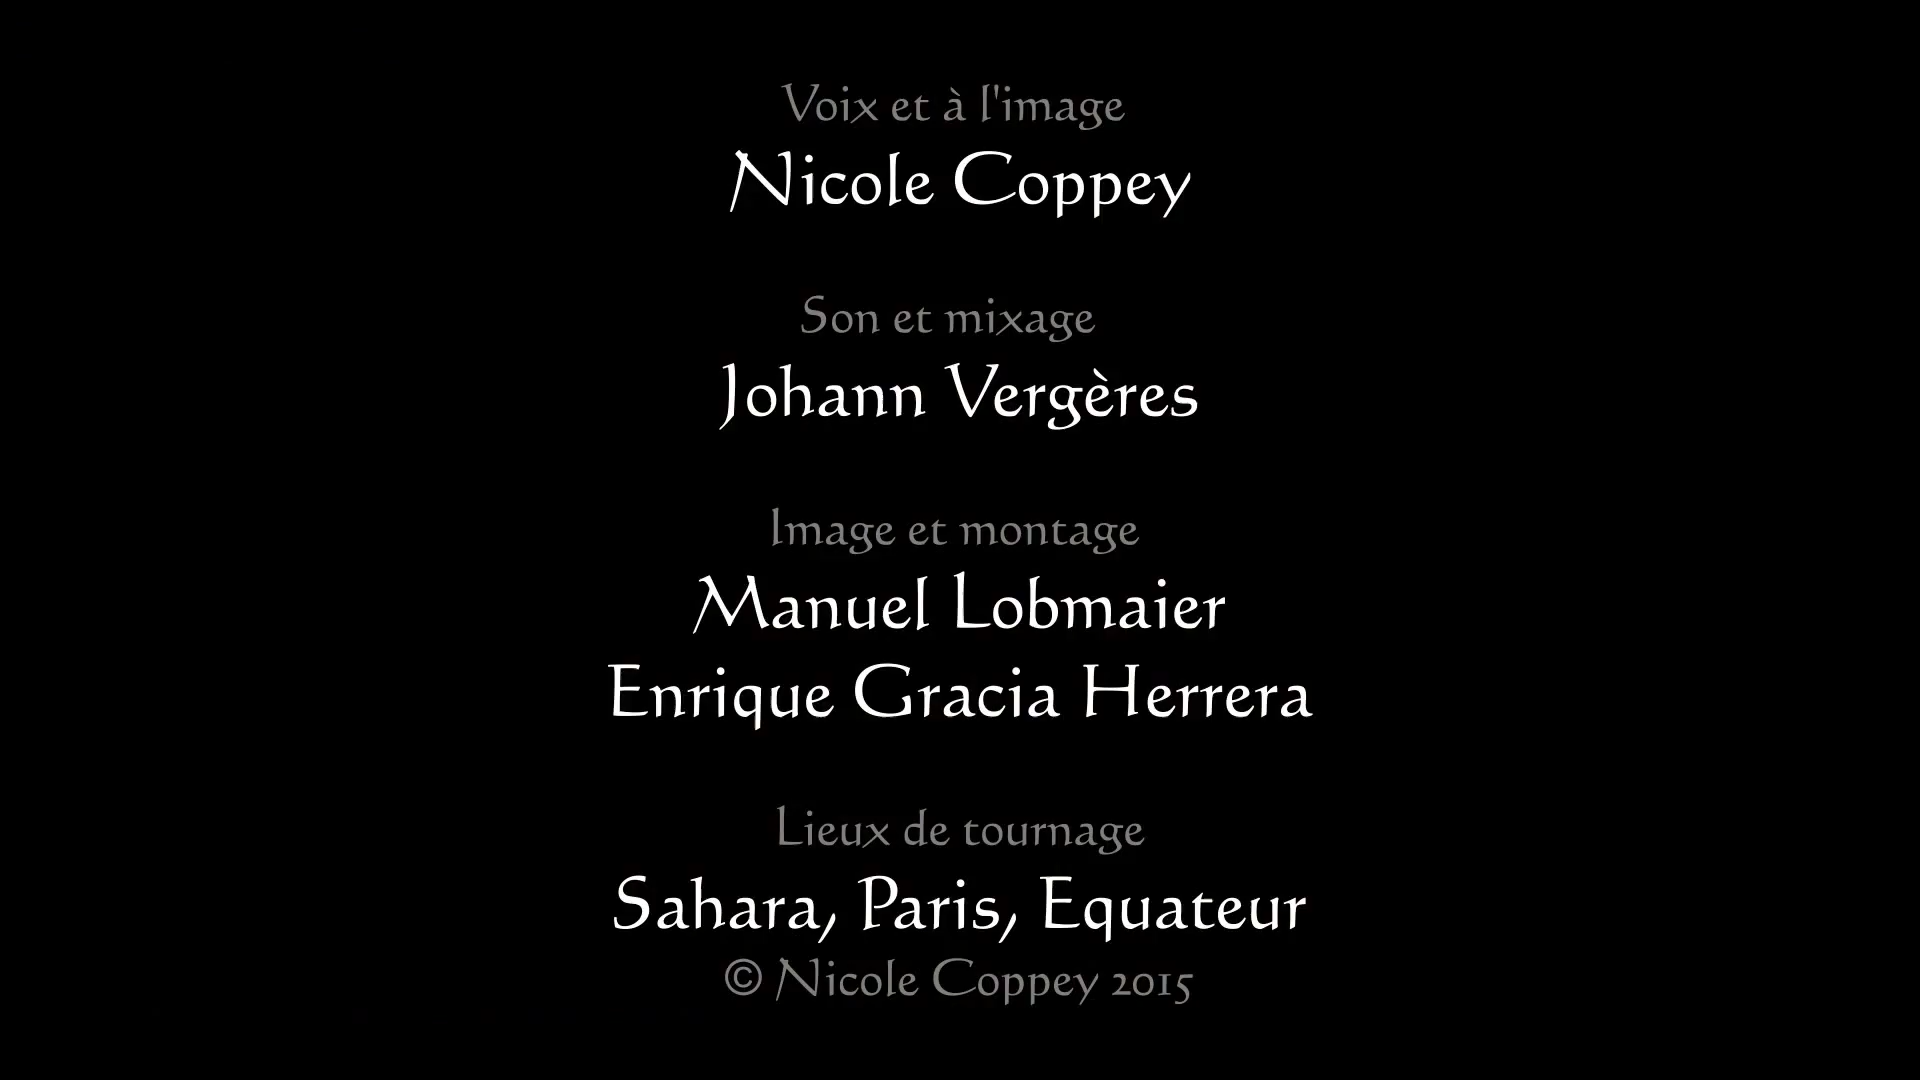 Voix et à l'image
Nicole Coppey
Son et mixage
Johann Vergères
Image et montage
Manuel Lobmaier
Enrique Gracia Herrera
Lieux de tournage
Sahara, Paris, Equateur
© Nicole Coppey 2015